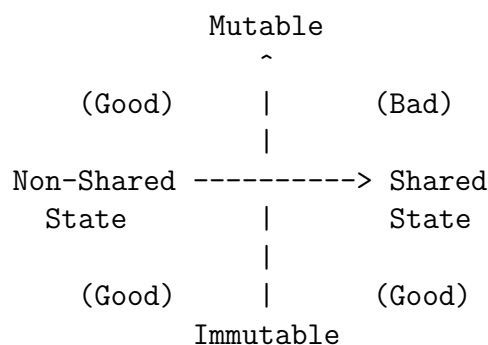 Mutable
^
(Good) | (Bad)
|
Non-Shared ----------> Shared
State | State
|
(Good) | (Good)
Immutable